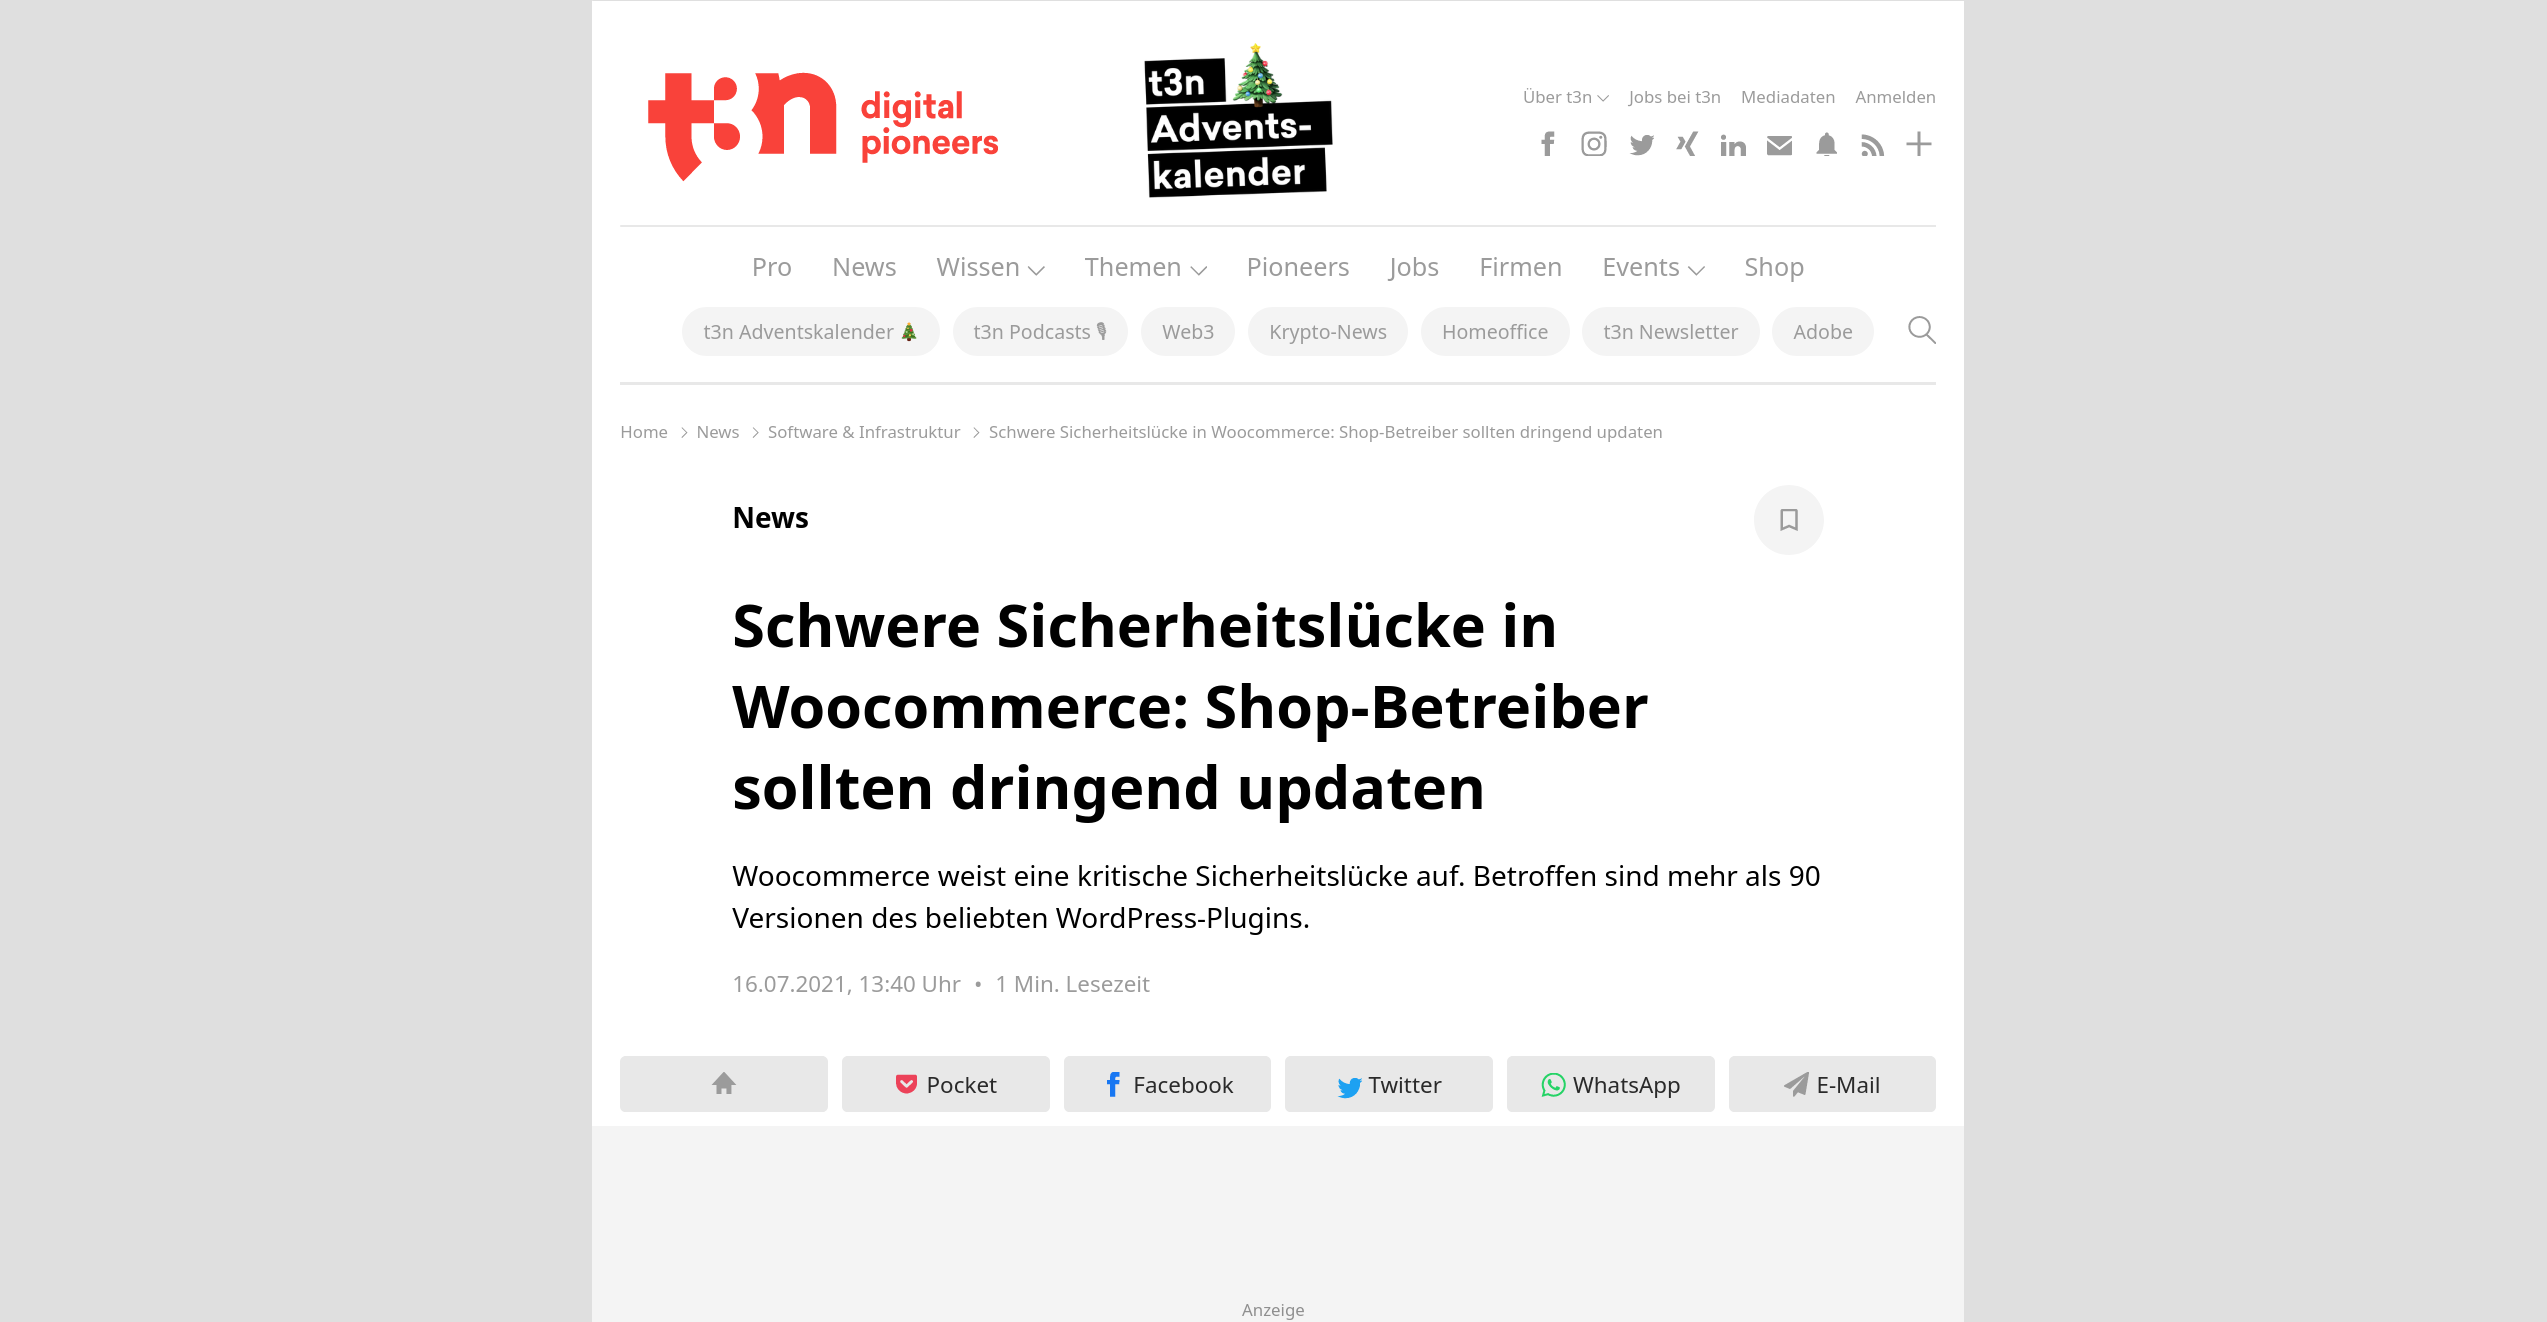 t3n digital
pioneers
t3n
Advents-
kalender
Über t3n Jobs bei t3n Mediadaten Anmelden
Pro News Wissen Themen Pioneers Jobs Firmen Events Shop
t3n Adventskalender 🎄 t3n Podcasts 🎙 Web3 Krypto-News Homeoffice t3n Newsletter Adobe
Home > News > Software & Infrastruktur > Schwere Sicherheitslücke in Woocommerce: Shop-Betreiber sollten dringend updaten
News
Schwere Sicherheitslücke in
Woocommerce: Shop-Betreiber
sollten dringend updaten
Woocommerce weist eine kritische Sicherheitslücke auf. Betroffen sind mehr als 90
Versionen des beliebten WordPress-Plugins.
16.07.2021, 13:40 Uhr • 1 Min. Lesezeit
Pocket Facebook Twitter WhatsApp E-Mail
Anzeige